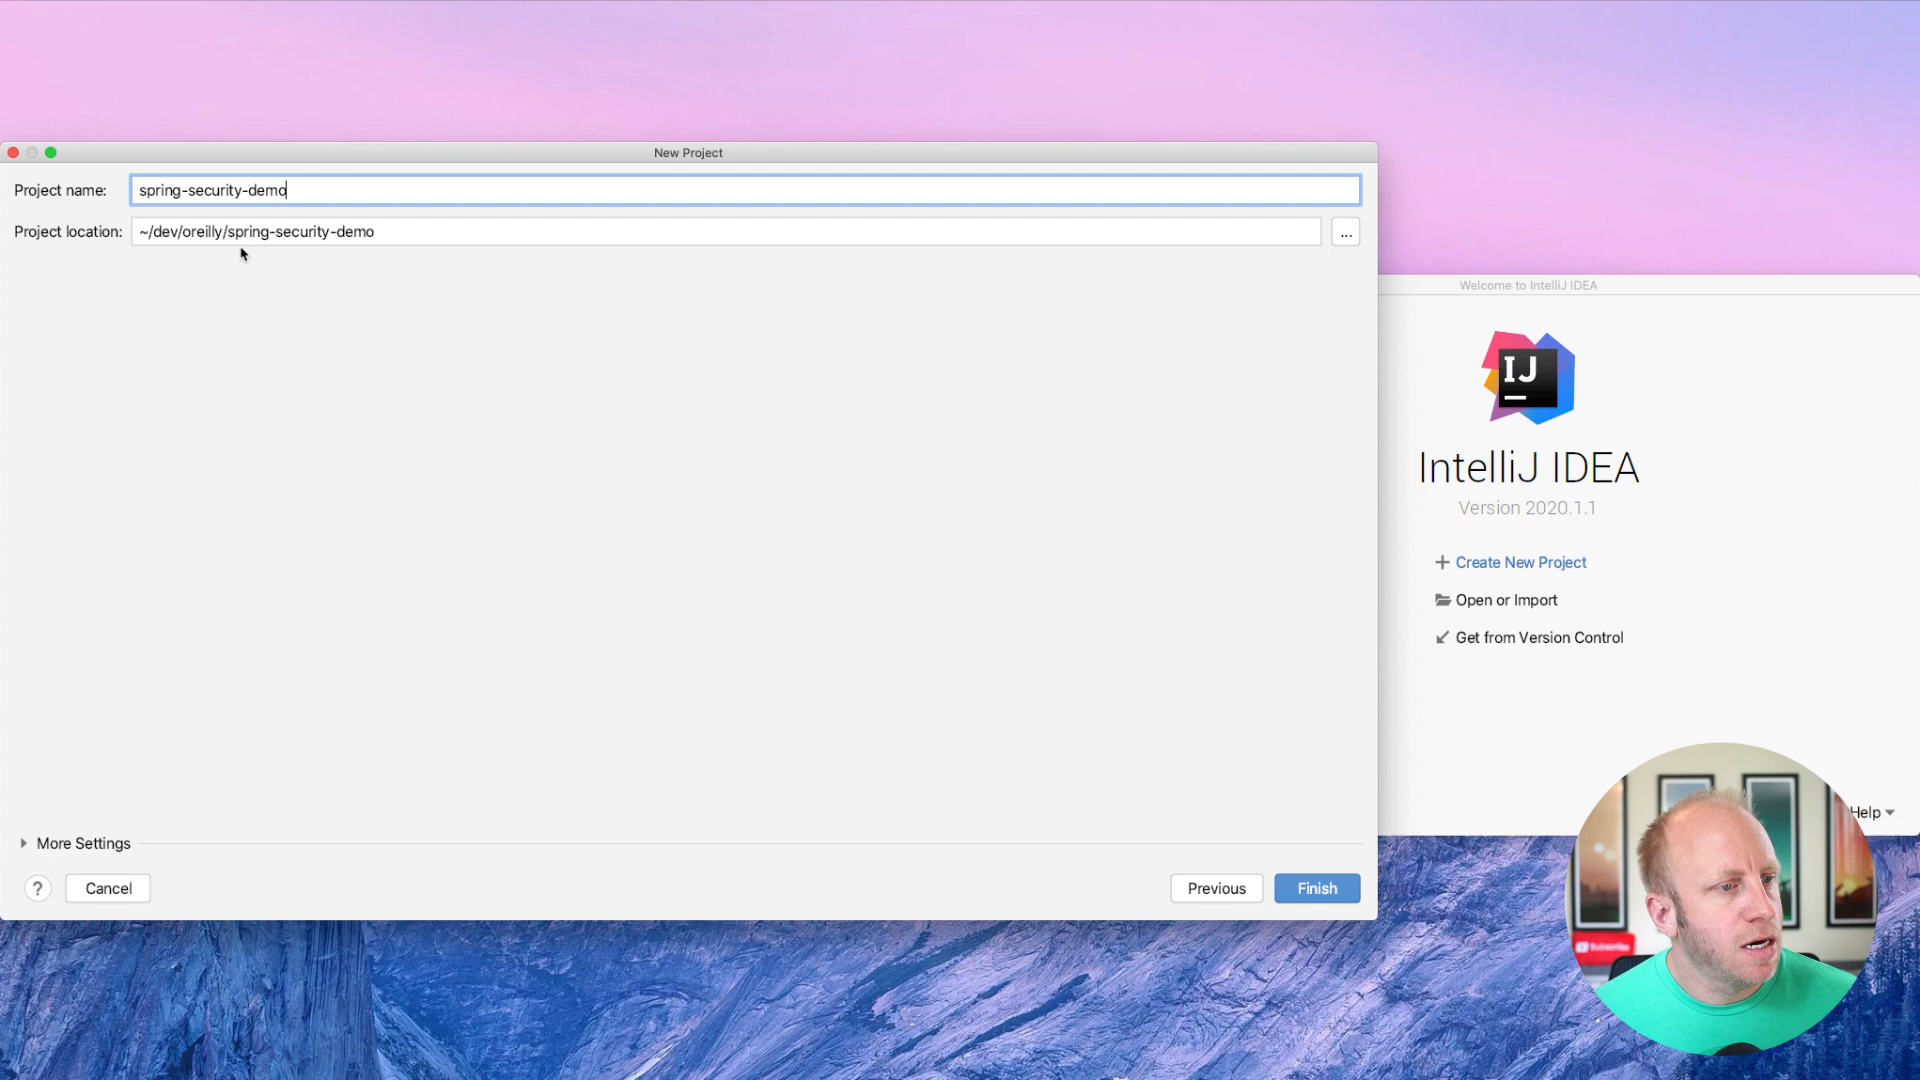 New Project
Project name:
spring-security-demo
Project location:
~/dev/oreilly/spring-security-demo
...
Welcome to IntelliJ IDEA
IJ
IntelliJ IDEA
Version 2020.1.1
Create New Project
Open or Import
Get from Version Control
Help
More Settings
?
Cancel
Previous
Finish
Subscribe